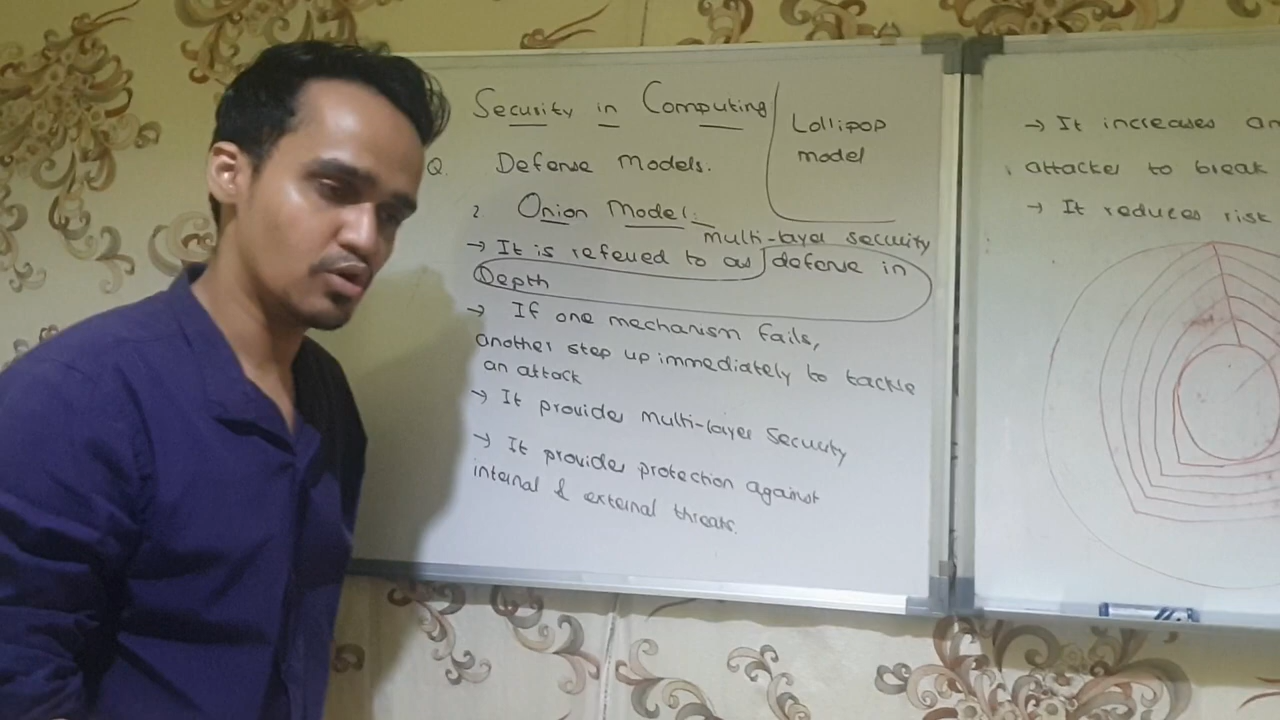 Security in Computing
Lollipop
model
Q. Defense Models.
2. Onion Model:
multi-layer security
→ It is referred to as defense in
Depth
→ If one mechanism fails,
another step up immediately to tackle
an attack
→ It provides multi-layer Security
→ It provides protection against
internal & external threats.
→ It increases
attacker to break
→ It reduces risk